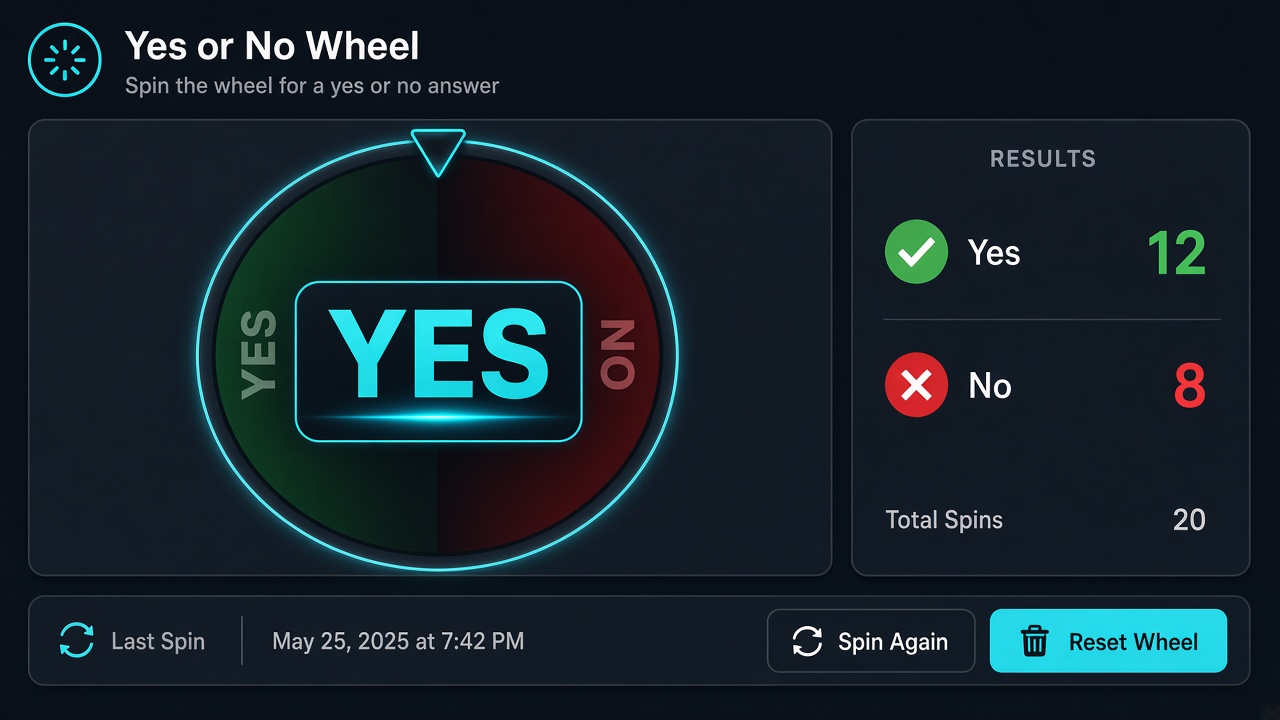 Yes or No Wheel
Spin the wheel for a yes or no answer
YES
YES
NO
RESULTS
Yes 12
No 8
Total Spins 20
Last Spin May 25, 2025 at 7:42 PM
Spin Again
Reset Wheel